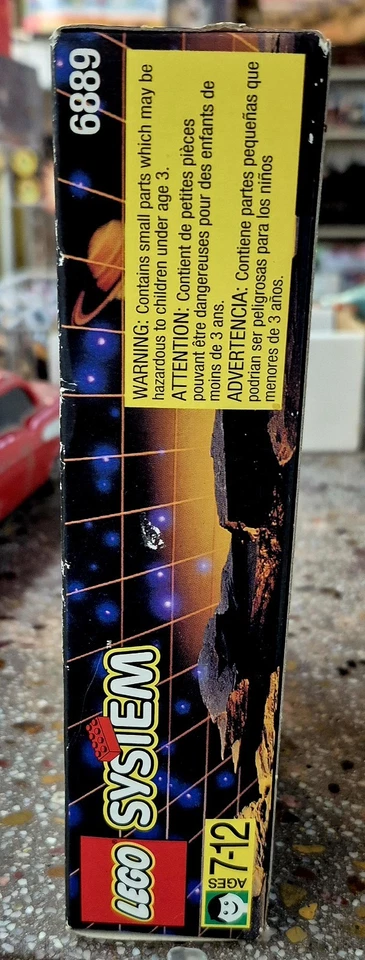 LEGO
SYSTEM™
AGES
7-12
6889
WARNING: Contains small parts which may be
hazardous to children under age 3.
ATTENTION: Contient de petites pièces
pouvant être dangereuses pour des enfants de
moins de 3 ans.
ADVERTENCIA: Contiene partes pequeñas que
podrian ser peligrosas para los niños
menores de 3 años.